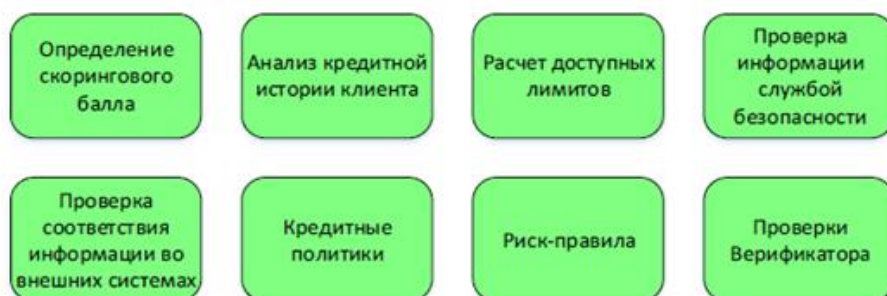 Определение
скорингового
балла
Анализ кредитной
истории клиента
Расчет доступных
лимитов
Проверка
информации
службой
безопасности
Проверка
соответствия
информации во
внешних системах
Кредитные
политики
Риск-правила
Проверки
Верификатора